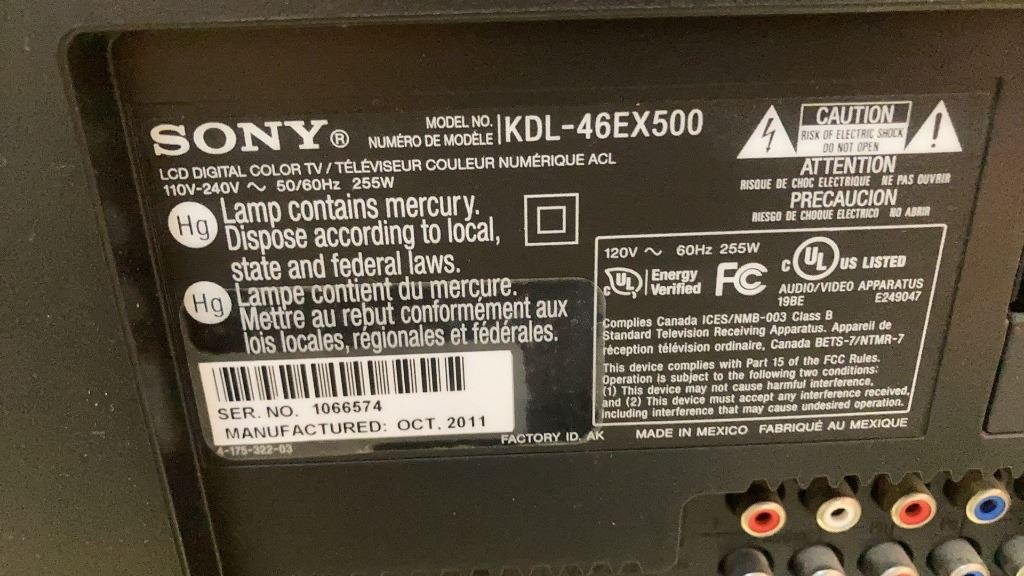 SONY® MODEL NO. NUMÉRO DE MODÈLE KDL-46EX500
LCD DIGITAL COLOR TV / TÉLÉVISEUR COULEUR NUMÉRIQUE ACL
110V-240V ~ 50/60Hz 255W
Hg Lamp contains mercury.
Dispose according to local,
state and federal laws.
Hg Lampe contient du mercure.
Mettre au rebut conformément aux
lois locales, régionales et fédérales.
SER. NO. 1066574
MANUFACTURED: OCT. 2011
4-175-322-03
CAUTION
RISK OF ELECTRIC SHOCK
DO NOT OPEN
ATTENTION
RISQUE DE CHOC ELECTRIQUE NE PAS OUVRIR
PRECAUCION
RIESGO DE CHOQUE ELECTRICO NO ABRIR
120V ~ 60Hz 255W
c UL Energy Verified
FC
c UL US LISTED
AUDIO/VIDEO APPARATUS
19BE E249047
Complies Canada ICES/NMB-003 Class B
Standard Television Receiving Apparatus. Appareil de
réception télévision ordinaire, Canada BETS-7/NTMR-7
This device complies with Part 15 of the FCC Rules.
Operation is subject to the following two conditions:
(1) This device may not cause harmful interference,
and (2) This device must accept any interference received,
including interference that may cause undesired operation.
FACTORY ID. AK MADE IN MEXICO FABRIQUÉ AU MEXIQUE